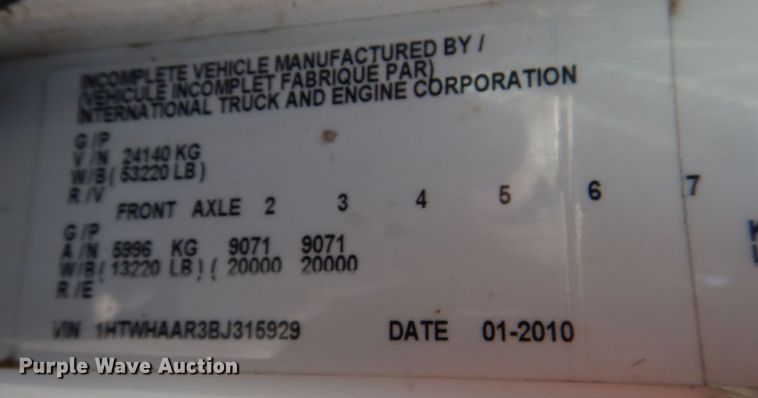 INCOMPLETE VEHICLE MANUFACTURED BY /
(VEHICULE INCOMPLET FABRIQUE PAR)
INTERNATIONAL TRUCK AND ENGINE CORPORATION
G /P
V /N 24140 KG
W/B ( 53220 LB )
R /V
FRONT AXLE 2 3 4 5 6 7
G /P
A /N 5996 KG 9071 9071
W/B ( 13220 LB ) ( 20000 20000
R /E
VIN 1HTWHAAR3BJ315929 DATE 01-2010
Purple Wave Auction